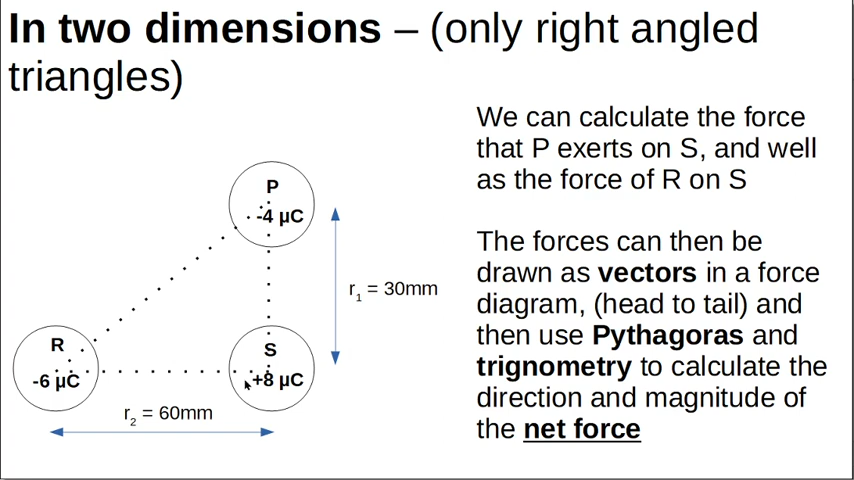 In two dimensions – (only right angled
triangles)
We can calculate the force
that P exerts on S, and well
as the force of R on S
The forces can then be
drawn as vectors in a force
diagram, (head to tail) and
then use Pythagoras and
trignometry to calculate the
direction and magnitude of
the net force
P
-4 µC
r1 = 30mm
R
-6 µC
S
+8 µC
r2 = 60mm